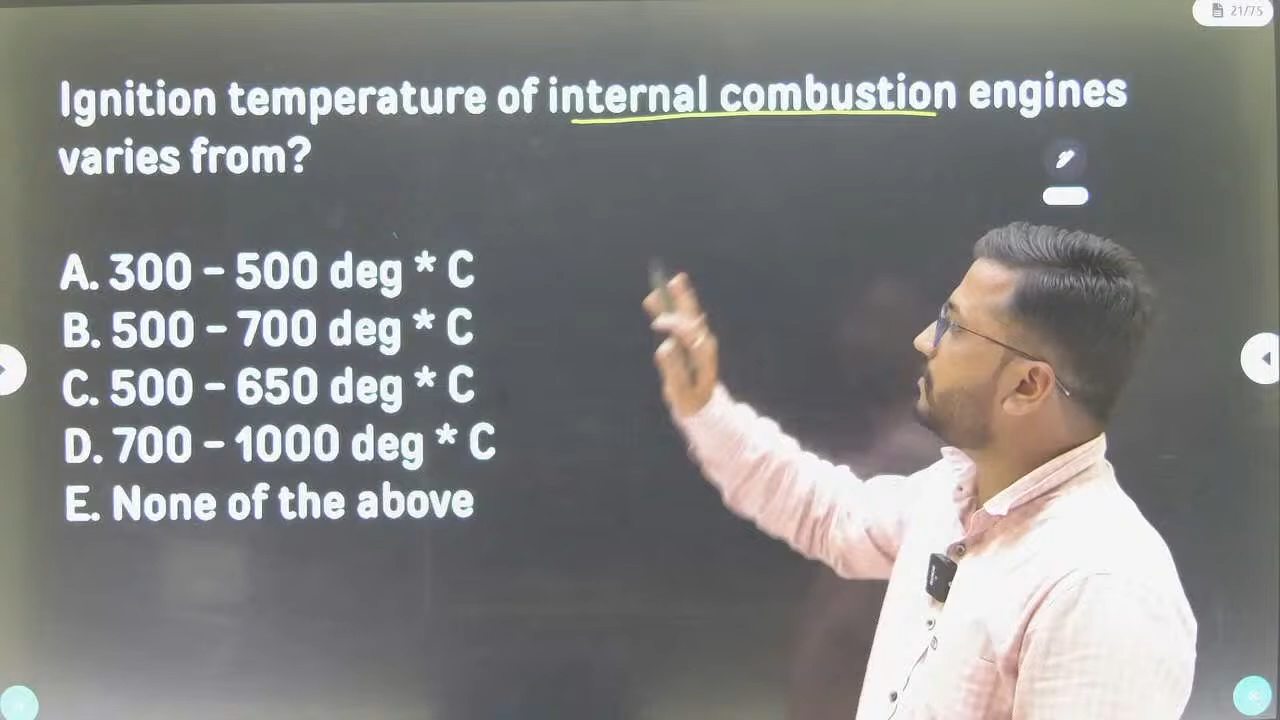 21/75
Ignition temperature of internal combustion engines
varies from?
A. 300 - 500 deg * C
B. 500 - 700 deg * C
C. 500 - 650 deg * C
D. 700 - 1000 deg * C
E. None of the above